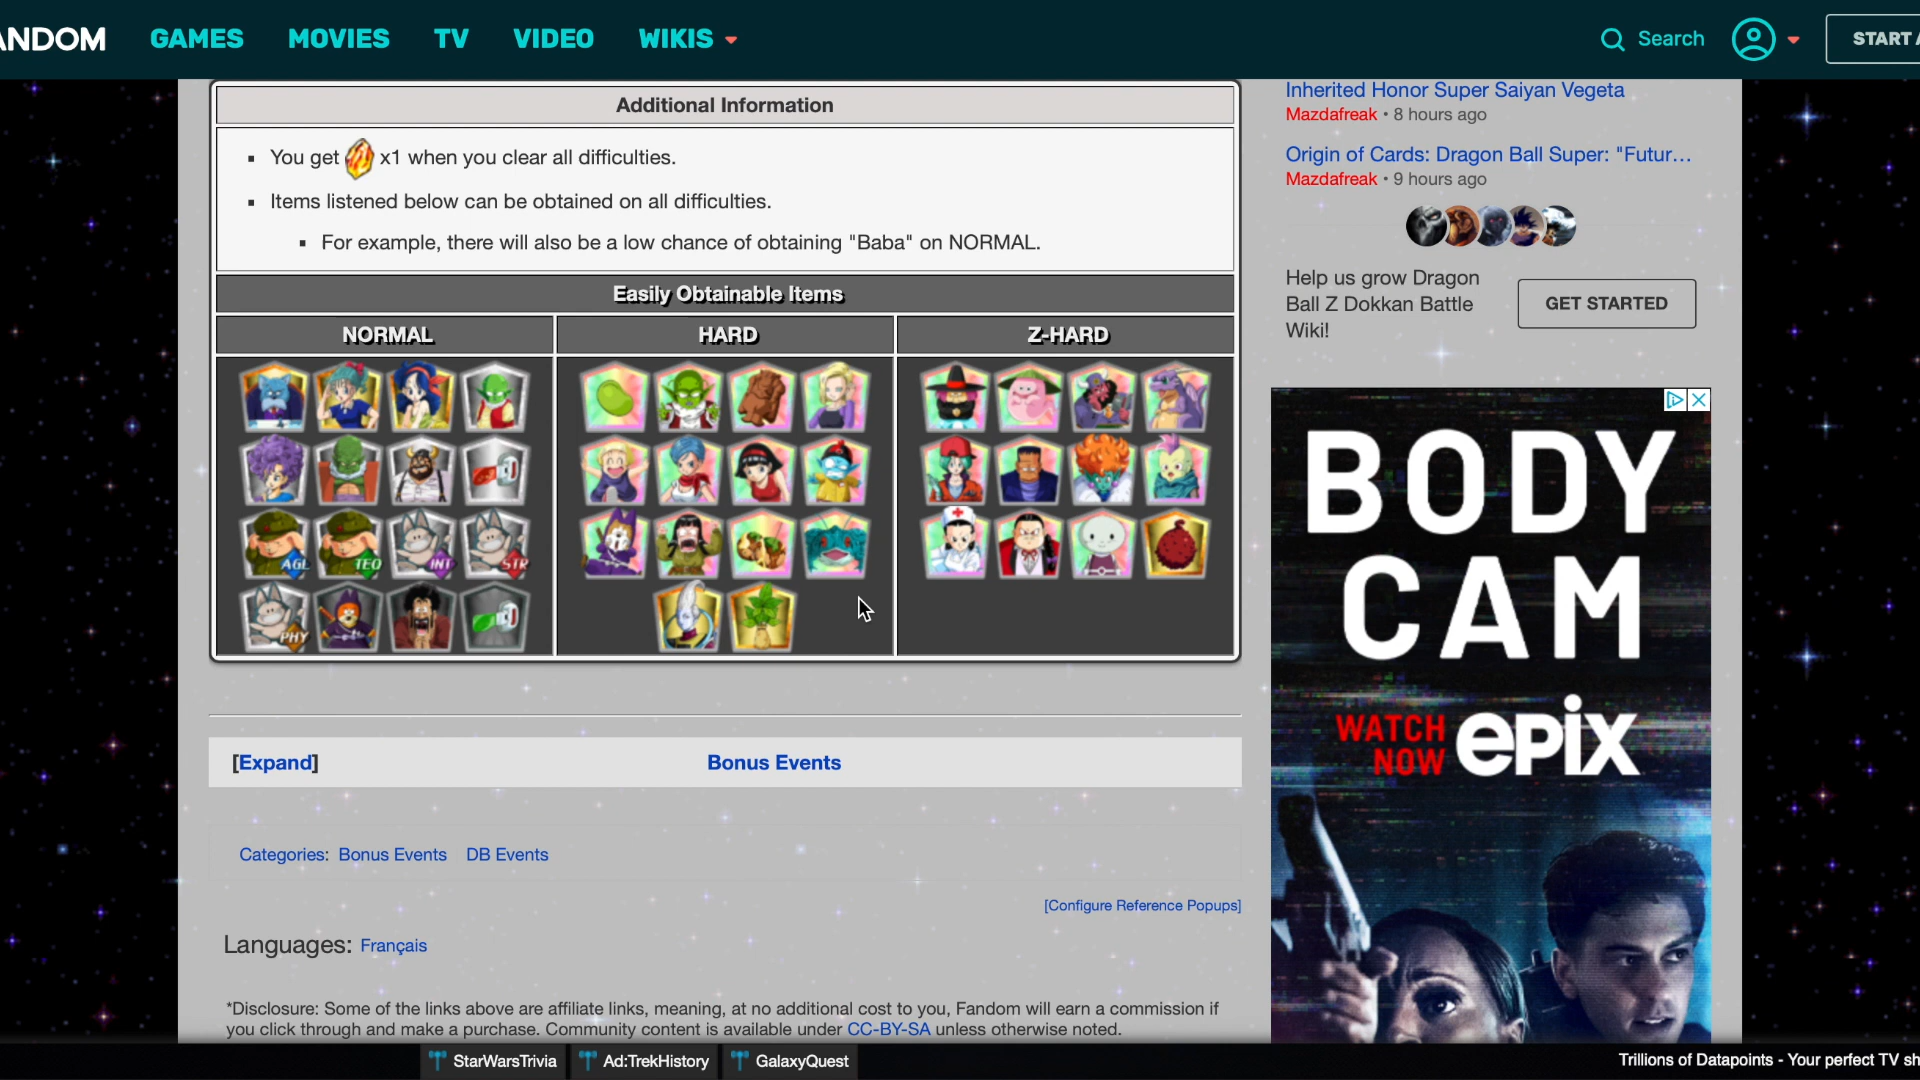 ANDOM
GAMES
MOVIES
TV
VIDEO
WIKIS
Search
START A
Additional Information
You get x1 when you clear all difficulties.
Items listened below can be obtained on all difficulties.
For example, there will also be a low chance of obtaining "Baba" on NORMAL.
Easily Obtainable Items
NORMAL
HARD
Z-HARD
AGL
TEQ
INT
STR
PHY
[Expand]
Bonus Events
Categories: Bonus Events DB Events
[Configure Reference Popups]
Languages: Français
*Disclosure: Some of the links above are affiliate links, meaning, at no additional cost to you, Fandom will earn a commission if
you click through and make a purchase. Community content is available under CC-BY-SA unless otherwise noted.
Inherited Honor Super Saiyan Vegeta
Mazdafreak • 8 hours ago
Origin of Cards: Dragon Ball Super: "Futur…
Mazdafreak • 9 hours ago
Help us grow Dragon
Ball Z Dokkan Battle
Wiki!
GET STARTED
BODY
CAM
WATCH
NOW
epix
StarWarsTrivia
Ad:TrekHistory
GalaxyQuest
Trillions of Datapoints - Your perfect TV sh